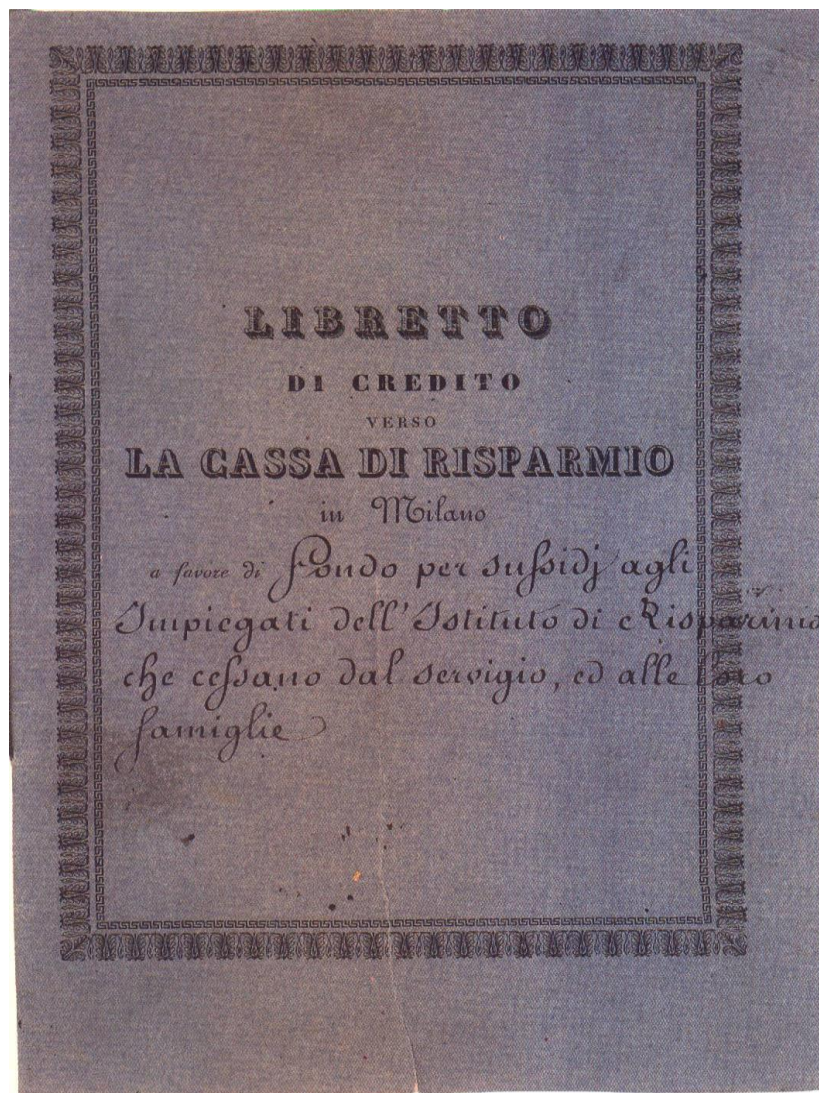 LIBRETTO
DI CREDITO
VERSO
LA CASSA DI RISPARMIO
in Milano
a favore di Fondo per sussidj agli
Impiegati dell'Istituto di Risparmio
che cessano dal servigio, ed alle loro
famiglie